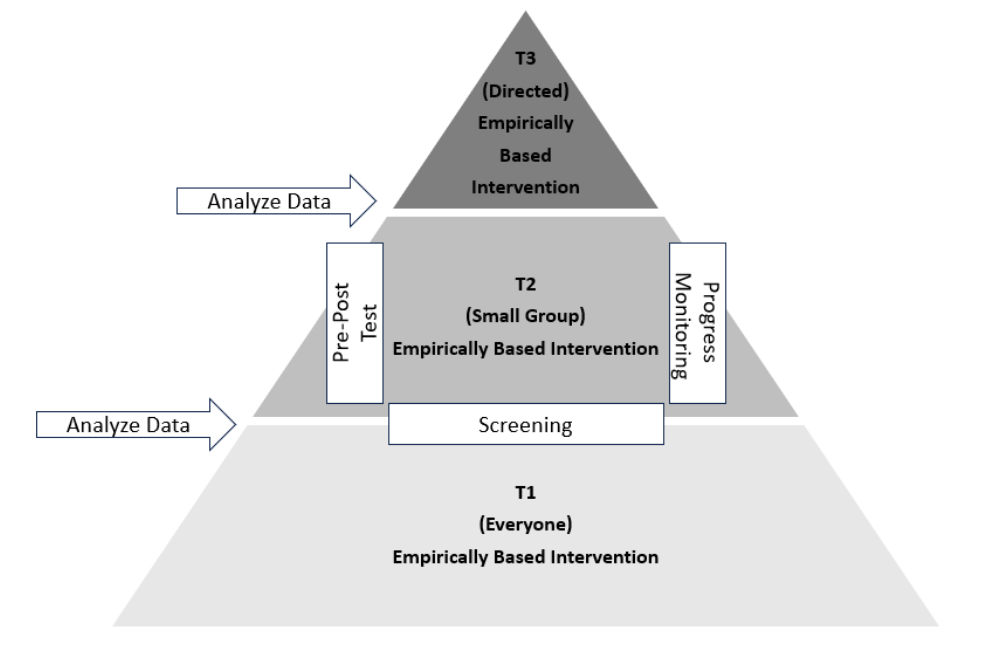 T3
(Directed)
Empirically
Based
Intervention
Analyze Data
Pre-Post
Test
T2
(Small Group)
Empirically Based Intervention
Progress
Monitoring
Analyze Data
Screening
T1
(Everyone)
Empirically Based Intervention